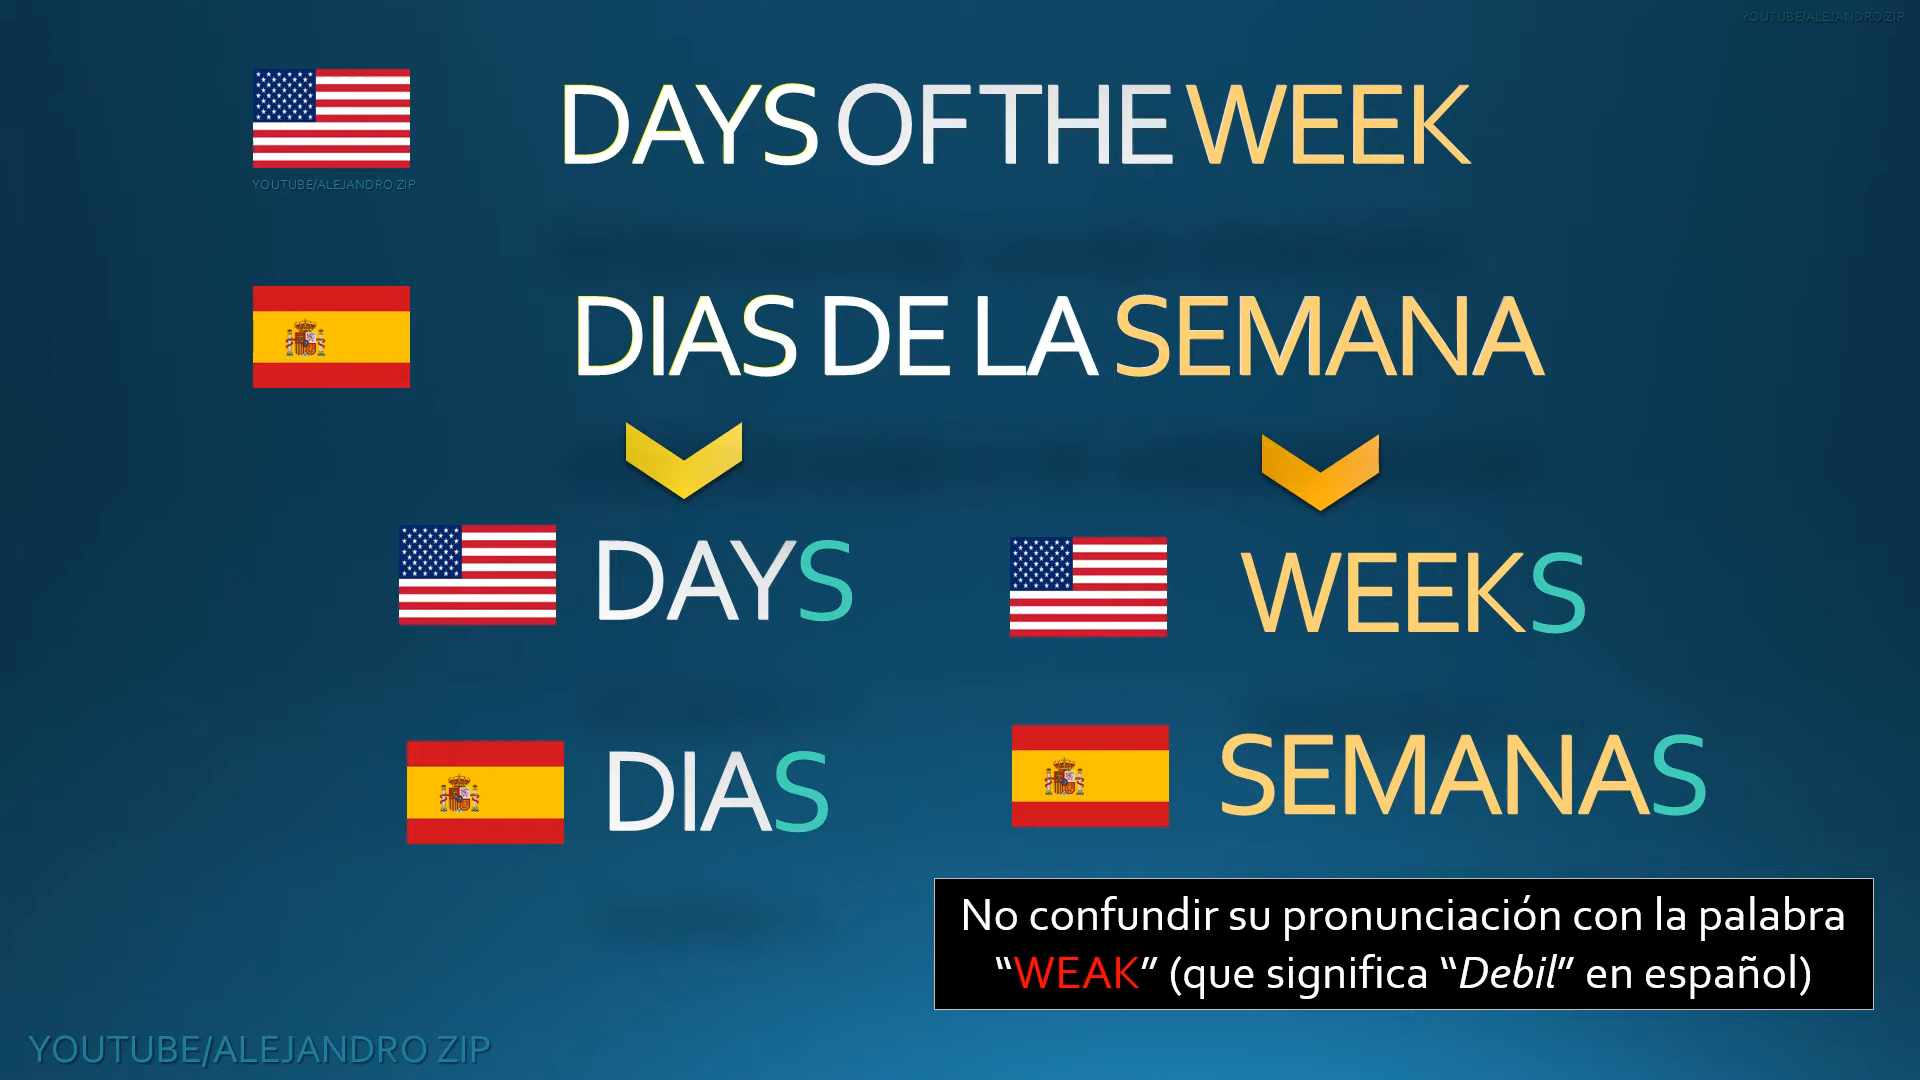 YOUTUBE/ALEJANDRO ZIP
DAYS OF THE WEEK
YOUTUBE/ALEJANDRO ZIP
DIAS DE LA SEMANA
DAYS
WEEKS
DIAS
SEMANAS
No confundir su pronunciación con la palabra
“WEAK” (que significa “Debil” en español)
YOUTUBE/ALEJANDRO ZIP